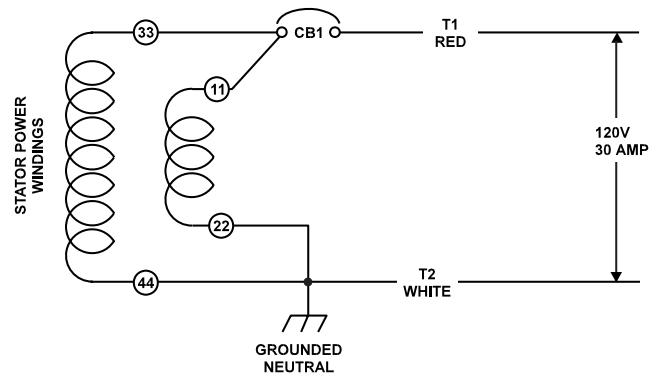 33
CB1
T1
RED
11
STATOR POWER
WINDINGS
120V
30 AMP
22
T2
WHITE
44
GROUNDED
NEUTRAL